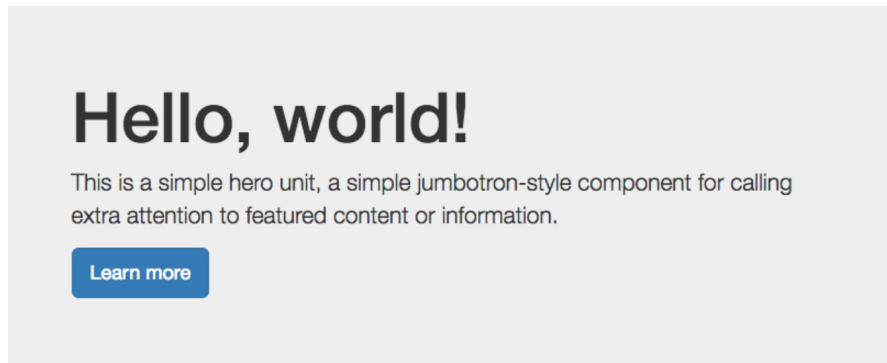 Hello, world!
This is a simple hero unit, a simple jumbotron-style component for calling
extra attention to featured content or information.
Learn more